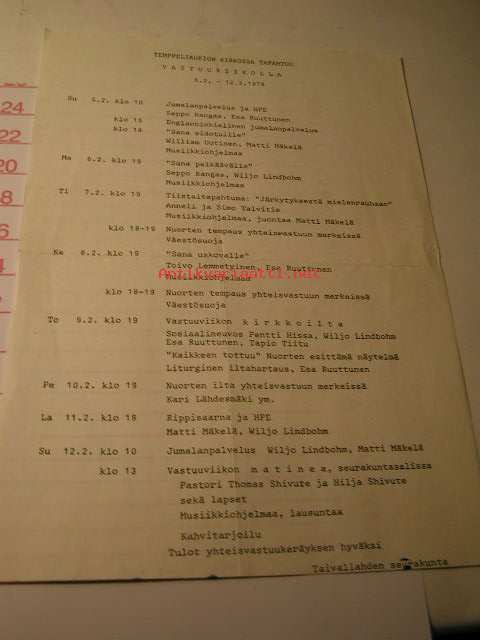 24
22
20
18
TEMPPELIAUKION KIRKOSSA TAPAHTUU
VASTUUVIIKOLLA
5.2. - 12.2.1978
Su 5.2. klo 10 Jumalanpalvelus ja HPE
Seppo Kangas, Esa Ruuttunen
klo 15 Englanninkielinen jumalanpalvelus
klo 18 "Sana sidotuille"
William Uotinen, Matti Mäkelä
Musiikkiohjelmaa
Ma 6.2. klo 19 "Sana paikäävälle"
Seppo Kangas, Wiljo Lindbohm
Musiikkiohjelmaa
Ti 7.2. klo 19 Tiistaitapahtuma: "Järkytyksestä mielenrauhaan"
Anneli ja Simo Talvitie
Musiikkiohjelmaa, juontaa Matti Mäkelä
klo 18-19 Nuorten tempaus yhteisvastuun merkeissä
Väestösuoja
Ke 8.2. klo 19 "Sana uskovalle"
Toivo Lemmetyinen, Esa Ruuttunen
Musiikkiohjelmaa
Antikvariaatti.net
klo 18-19 Nuorten tempaus yhteisvastuun merkeissä
Väestösuoja
To 9.2. klo 19 Vastuuviikon kirkkoilta
Sosiaalineuvos Pentti Hissa, Wiljo Lindbohm
Esa Ruuttunen, Tapio Tiitu
"Kaikkeen tottuu" Nuorten esittämä näytelmä
Liturginen iltahartaus, Esa Ruuttunen
Pe 10.2. klo 19 Nuorten ilta yhteisvastuun merkeissä
Kari Lähdesmäki ym.
La 11.2. klo 18 Rippisaarna ja HPE
Matti Mäkelä, Wiljo Lindbohm
Su 12.2. klo 10 Jumalanpalvelus Wiljo Lindbohm, Matti Mäkelä
klo 13 Vastuuviikon matinea, seurakuntasalissa
Pastori Thomas Shivute ja Hilja Shivute
sekä lapset
Musiikkiohjelmaa, lausuntaa
Kahvitarjoilu
Tulot yhteisvastuukeräyksen hyväksi
Taivallahden seurakunta